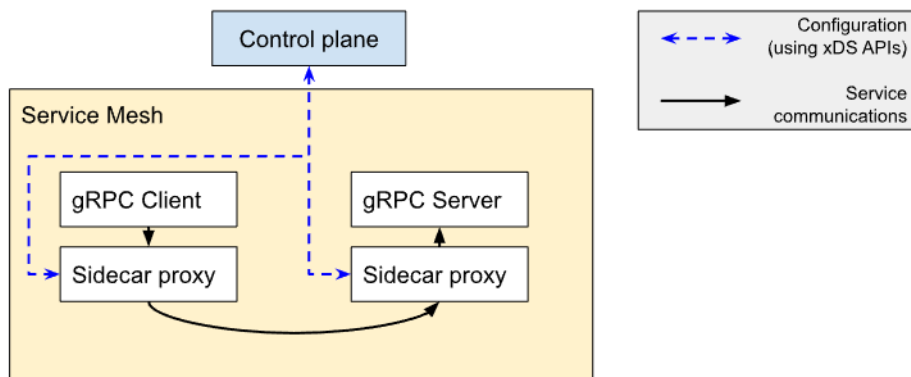 Control plane
Configuration
(using xDS APIs)
Service
communications
Service Mesh
gRPC Client
gRPC Server
Sidecar proxy
Sidecar proxy